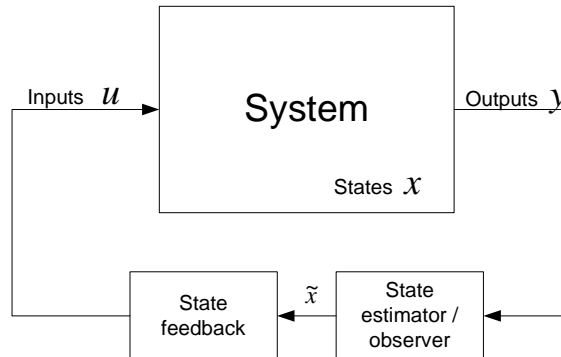 Inputs u
System
Outputs y
States x
State
feedback
x̃
State
estimator /
observer